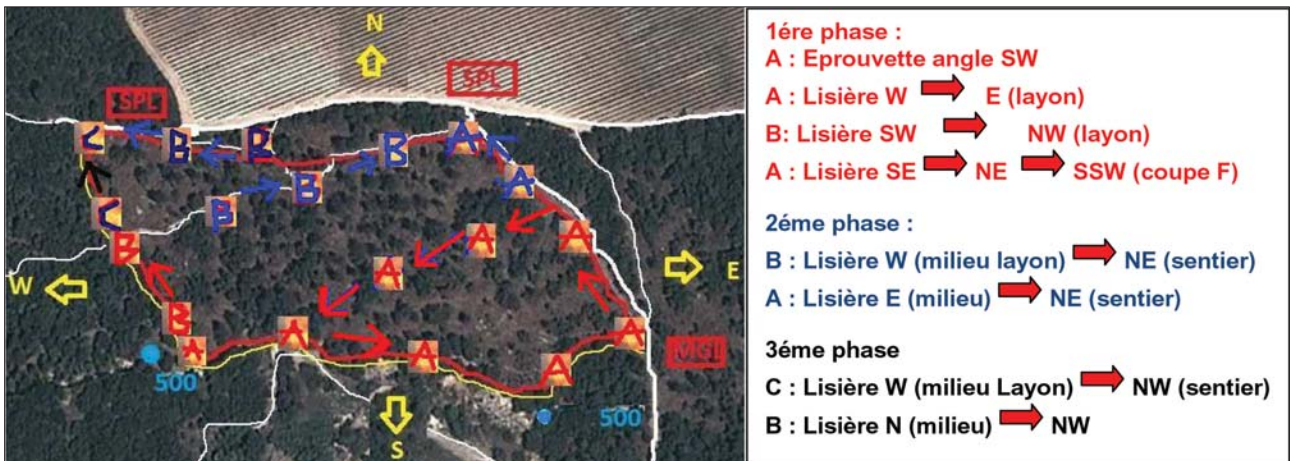 N
SPL
SPL
C B B B A
B B A
C
B A A
W
A
E
B
A
A A
A
MGI
500
A
500
S
1ére phase :
A : Eprouvette angle SW
A : Lisière W E (layon)
B: Lisière SW NW (layon)
A : Lisière SE NE SSW (coupe F)
2éme phase :
B : Lisière W (milieu layon) NE (sentier)
A : Lisière E (milieu) NE (sentier)
3éme phase
C : Lisière W (milieu Layon) NW (sentier)
B : Lisière N (milieu) NW